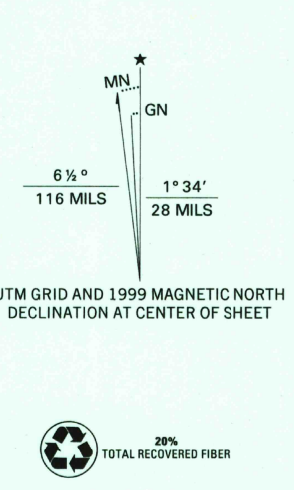 ★
MN
GN
6 ½ °
116 MILS
1° 34′
28 MILS
UTM GRID AND 1999 MAGNETIC NORTH
DECLINATION AT CENTER OF SHEET
20%
TOTAL RECOVERED FIBER